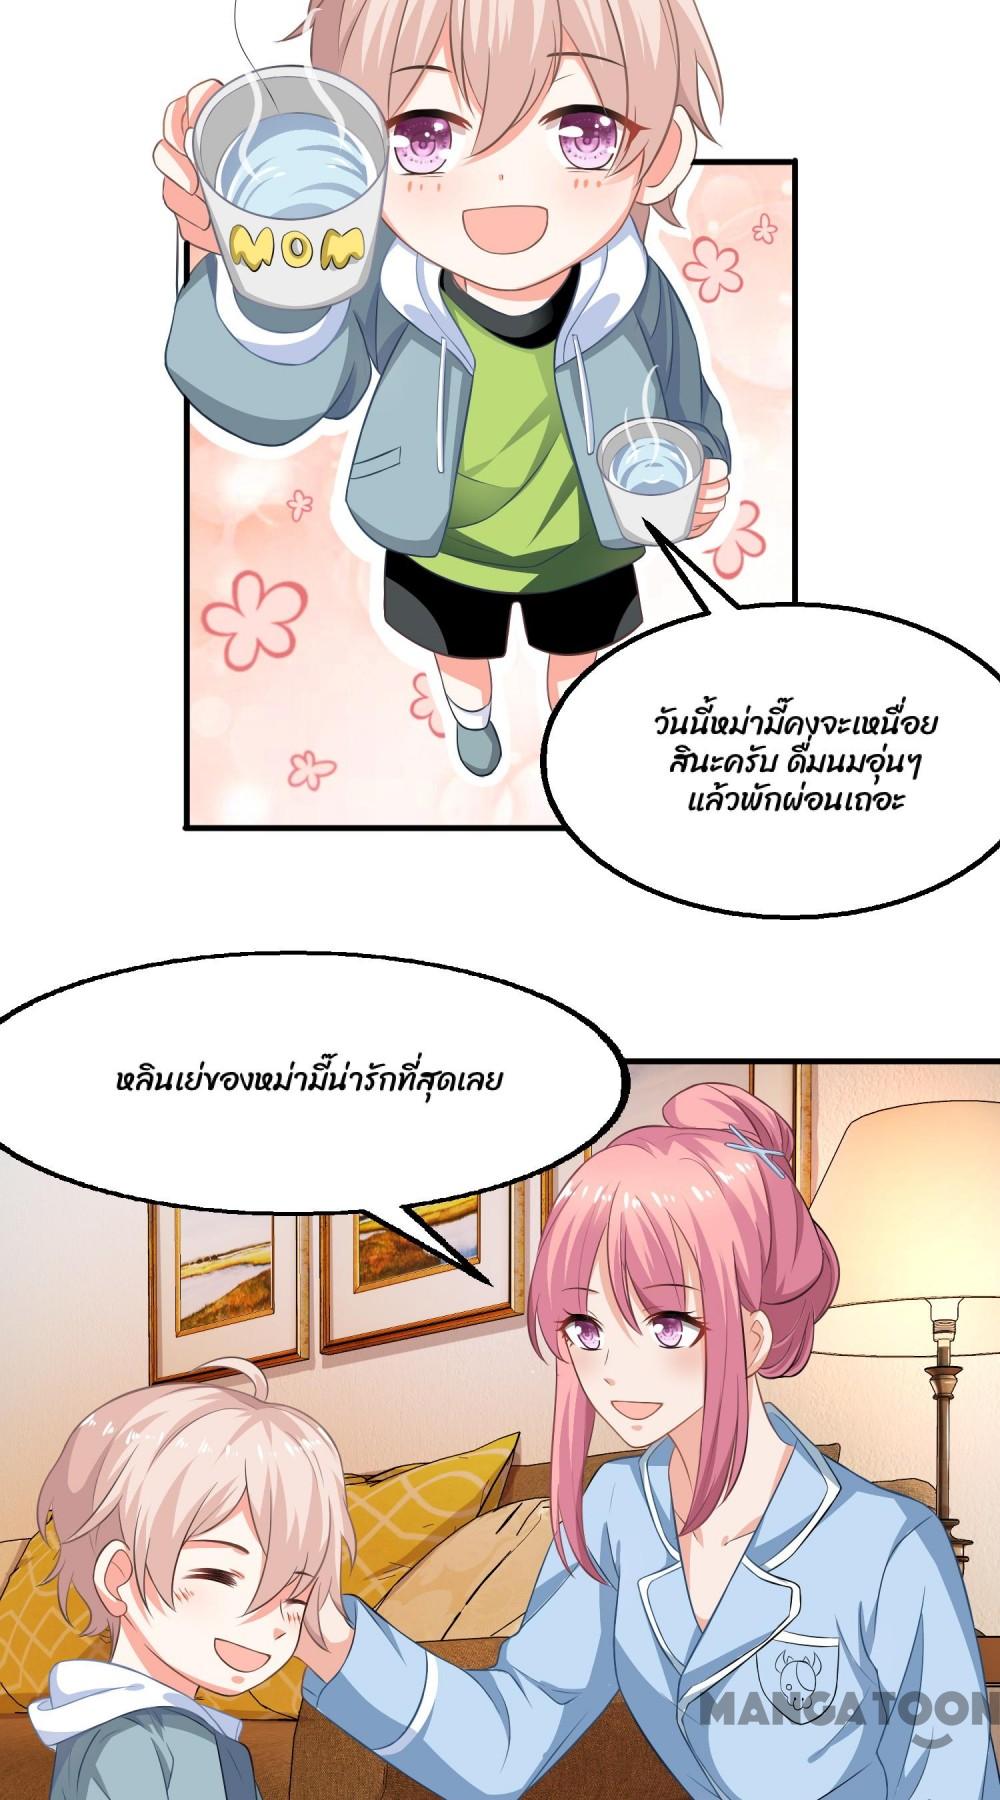 MOM
วันนี้หม่ามี๊คงจะเหนื่อย
สินะครับ ดื่มนมอุ่นๆ
แล้วพักผ่อนเถอะ
หลินเย่ของหม่ามี๊น่ารักที่สุดเลย
MANGATOON